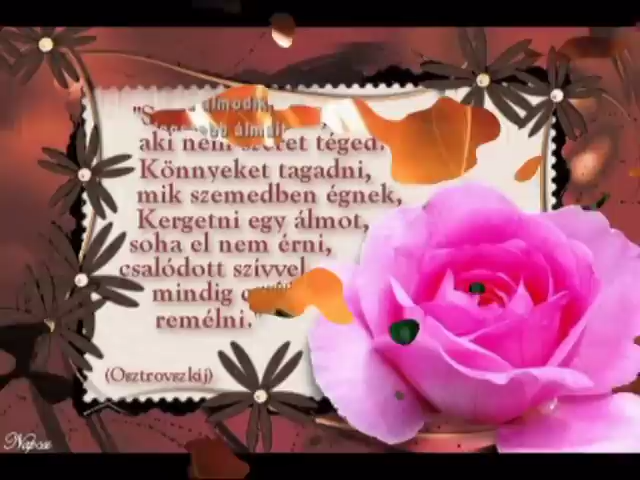 aki nem szeret téged.
Könnyeket tagadni,
mik szemedben égnek,
Kergetni egy álmot,
soha el nem érni,
csalódott szívvel
mindig
remélni."
(Osztrovszkij)